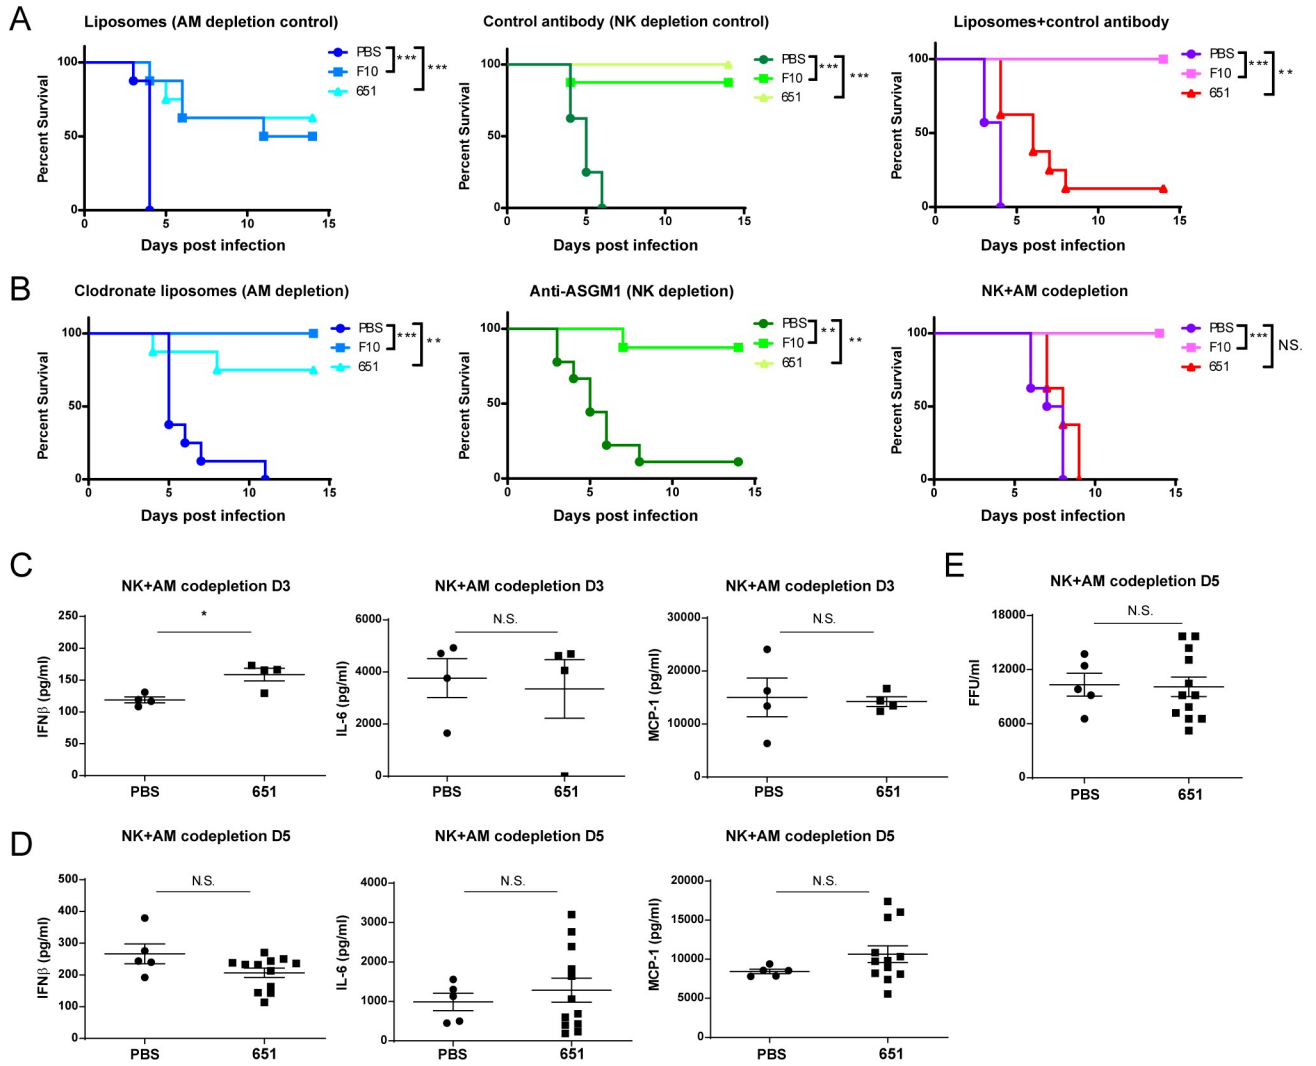 A
Liposomes (AM depletion control)
Percent Survival
100
50
0
0 5 10 15
Days post infection
PBS
F10
651
***
***
Control antibody (NK depletion control)
Percent Survival
100
50
0
0 5 10 15
Days post infection
PBS
F10
651
***
***
Liposomes+control antibody
Percent Survival
100
50
0
0 5 10 15
Days post infection
PBS
F10
651
***
**
B
Clodronate liposomes (AM depletion)
Percent Survival
100
50
0
0 5 10 15
Days post infection
PBS
F10
651
***
**
Anti-ASGM1 (NK depletion)
Percent Survival
100
50
0
0 5 10 15
Days post infection
PBS
F10
651
**
**
NK+AM codepletion
Percent Survival
100
50
0
0 5 10 15
Days post infection
PBS
F10
651
***
NS.
C
NK+AM codepletion D3
IFNβ (pg/ml)
250
200
150
100
50
0
*
PBS 651
NK+AM codepletion D3
IL-6 (pg/ml)
6000
4000
2000
0
N.S.
PBS 651
NK+AM codepletion D3
MCP-1 (pg/ml)
30000
20000
10000
0
N.S.
PBS 651
E
NK+AM codepletion D5
FFU/ml
18000
12000
6000
0
N.S.
PBS 651
D
NK+AM codepletion D5
IFNβ (pg/ml)
500
400
300
200
100
0
N.S.
PBS 651
NK+AM codepletion D5
IL-6 (pg/ml)
4000
3000
2000
1000
0
N.S.
PBS 651
NK+AM codepletion D5
MCP-1 (pg/ml)
20000
15000
10000
5000
0
N.S.
PBS 651